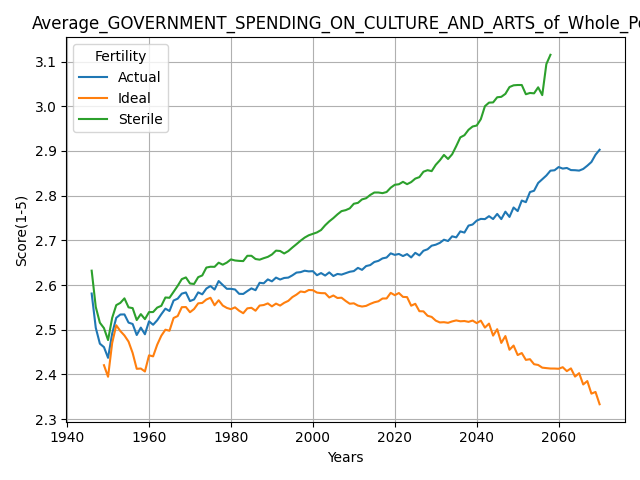 Average_GOVERNMENT_SPENDING_ON_CULTURE_AND_ARTS_of_Whole_Po
Fertility
Actual
Ideal
Sterile
Score(1-5)
3.1
3.0
2.9
2.8
2.7
2.6
2.5
2.4
2.3
1940 1960 1980 2000 2020 2040 2060
Years